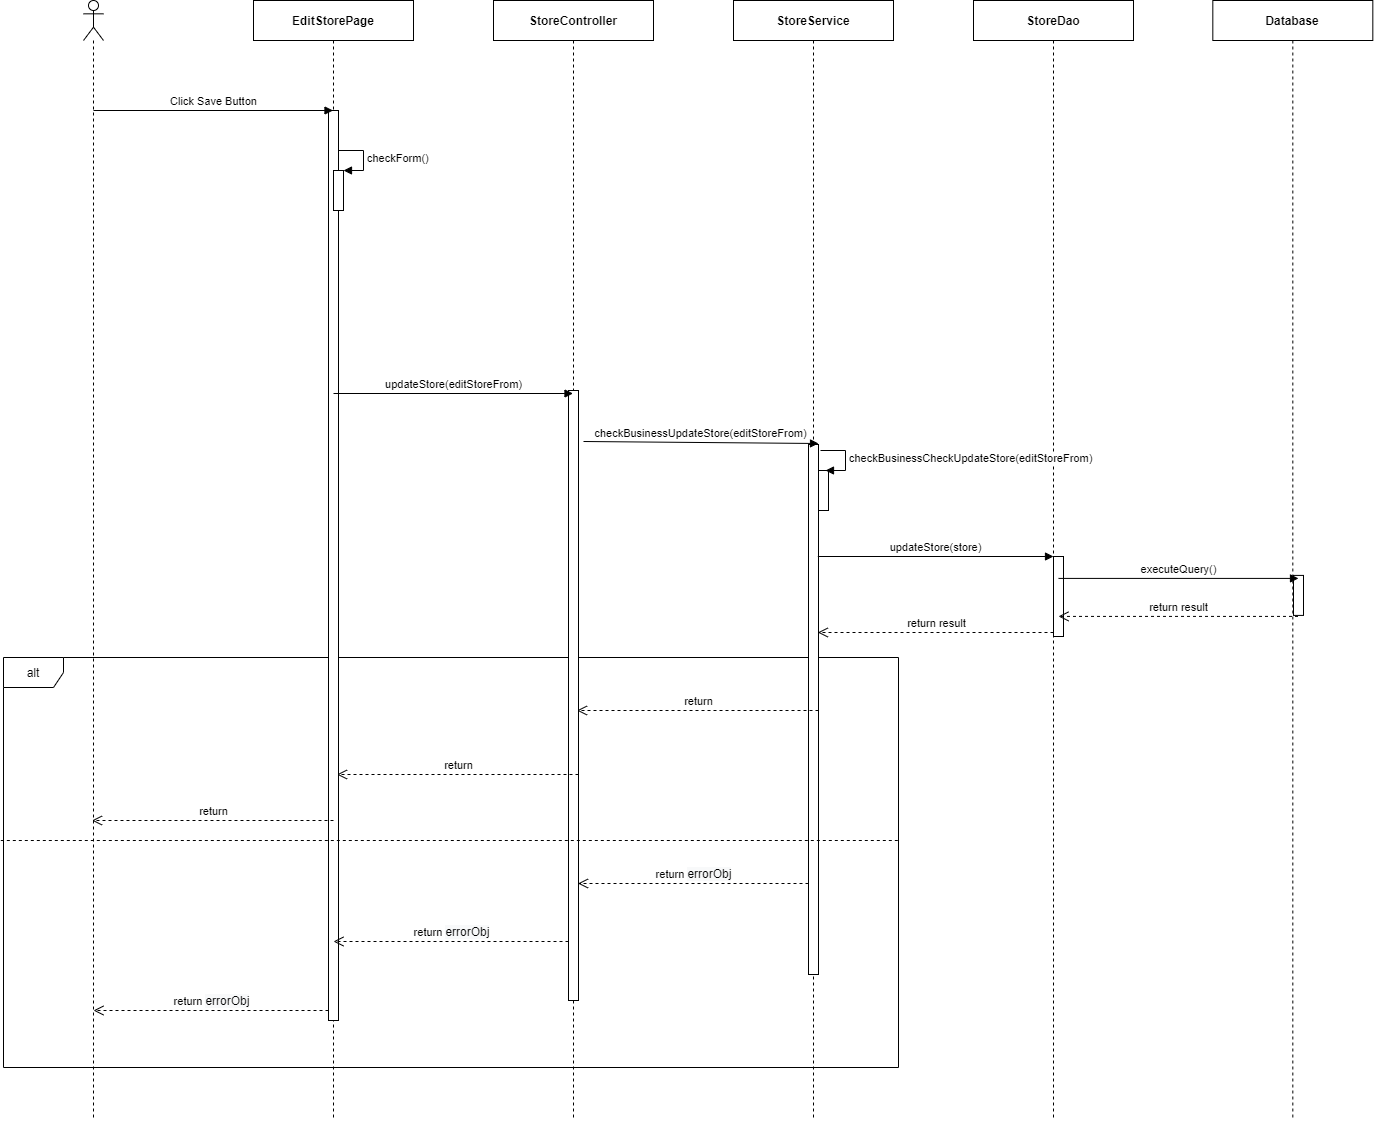 EditStorePage
StoreController
StoreService
StoreDao
Database
Click Save Button
checkForm()
updateStore(editStoreFrom)
checkBusinessUpdateStore(editStoreFrom)
checkBusinessCheckUpdateStore(editStoreFrom)
updateStore(store)
executeQuery()
return result
return result
alt
return
return
return
return errorObj
return errorObj
return errorObj